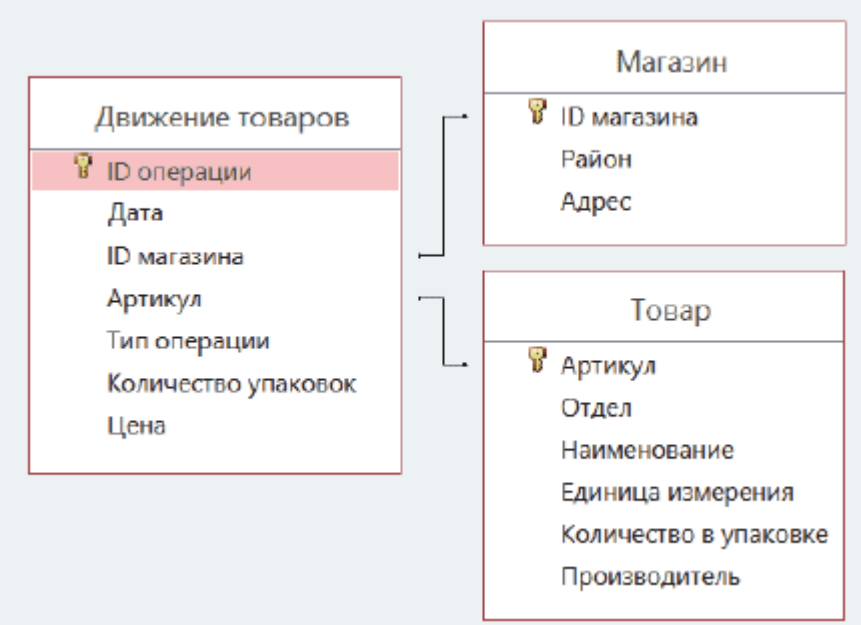 Движение товаров
ID операции
Дата
ID магазина
Артикул
Тип операции
Количество упаковок
Цена
Магазин
ID магазина
Район
Адрес
Товар
Артикул
Отдел
Наименование
Единица измерения
Количество в упаковке
Производитель